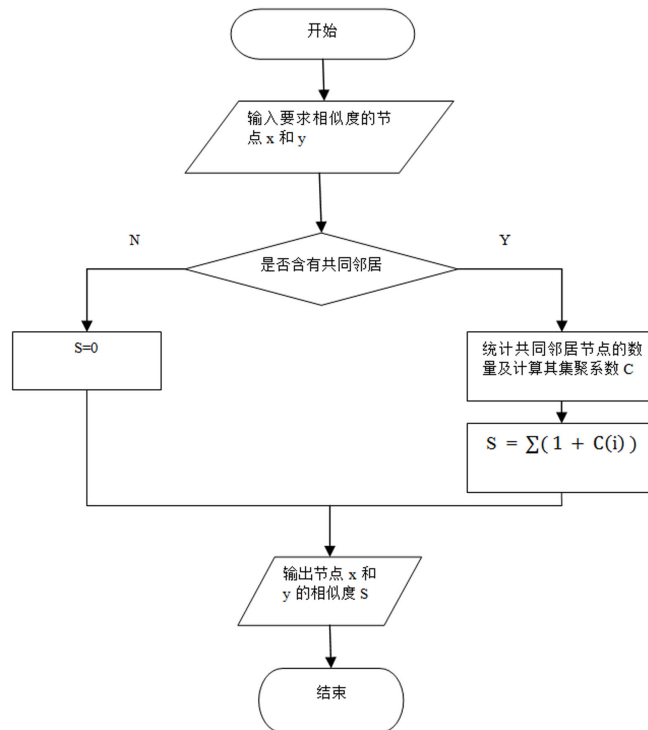 开始
输入要求相似度的节
点 x 和 y
N
Y
是否含有共同邻居
S=0
统计共同邻居节点的数
量及计算其集聚系数 C
S = ∑( 1 + C(i) )
输出节点 x 和
y 的相似度 S
结束